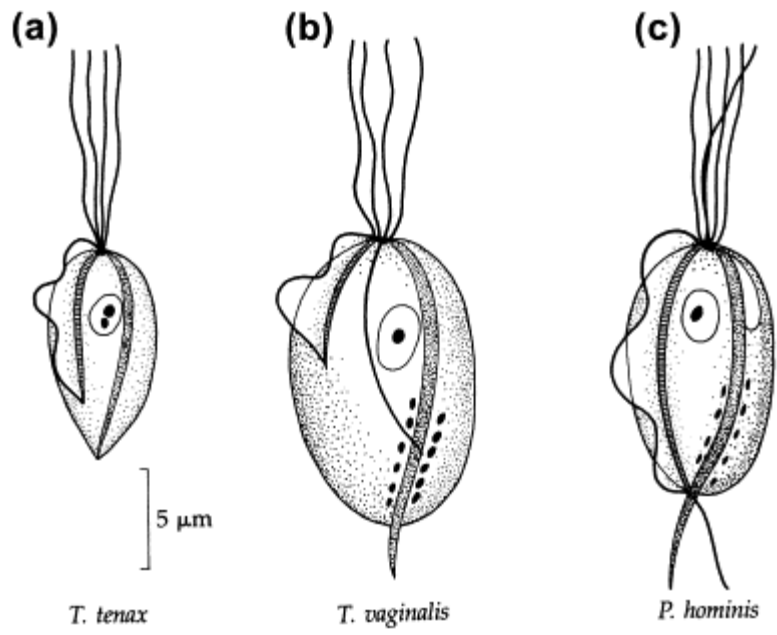 (a)
(b)
(c)
5 μm
T. tenax
T. vaginalis
P. hominis